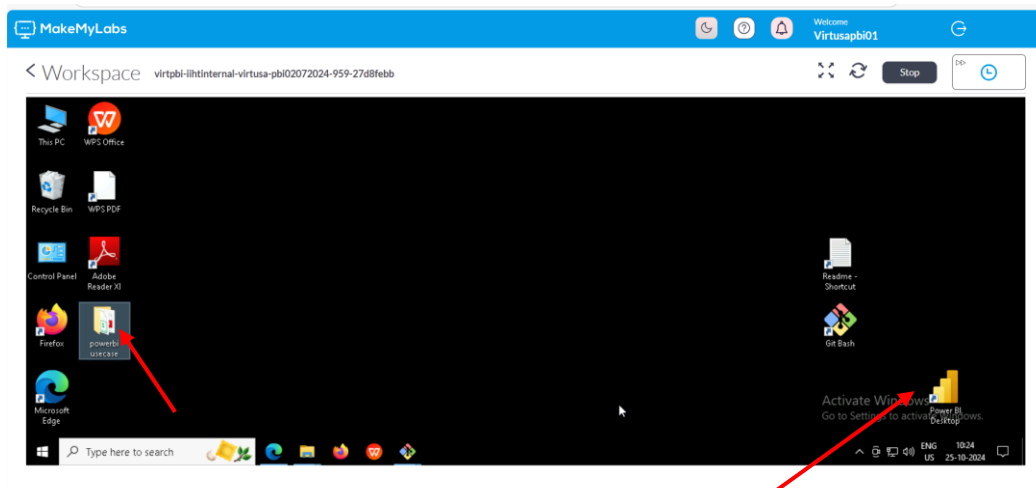 MakeMyLabs
Welcome
Virtusapbi01
Workspace virtpbi-iihtinternal-virtusa-pbi02072024-959-27d8febb
Stop
This PC
WPS Office
Recycle Bin
WPS PDF
Control Panel
Adobe
Reader XI
Readme -
Shortcut
Firefox
powerbi
usecase
Git Bash
Microsoft
Edge
Activate Windows
Go to Settings to activate Windows.
Power BI
Desktop
Type here to search
ENG
US
10:24
25-10-2024